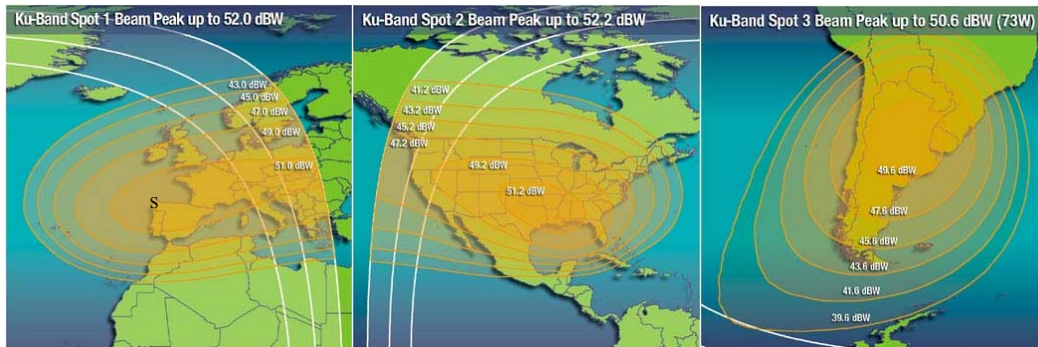 Ku-Band Spot 1 Beam Peak up to 52.0 dBW
43.0 dBW
45.0 dBW
47.0 dBW
49.0 dBW
51.0 dBW
S
Ku-Band Spot 2 Beam Peak up to 52.2 dBW
41.2 dBW
43.2 dBW
45.2 dBW
47.2 dBW
49.2 dBW
51.2 dBW
Ku-Band Spot 3 Beam Peak up to 50.6 dBW (73W)
49.6 dBW
47.6 dBW
45.6 dBW
43.6 dBW
41.6 dBW
39.6 dBW